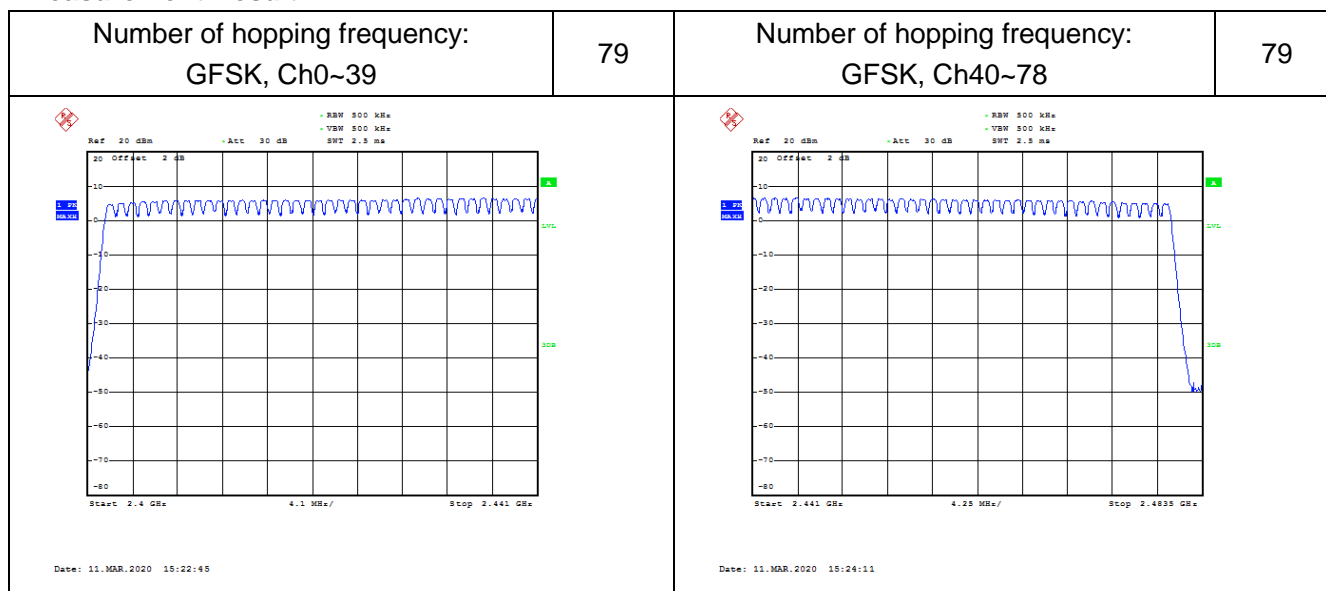 Number of hopping frequency:
GFSK, Ch0~39
79
Number of hopping frequency:
GFSK, Ch40~78
79
RBW 500 kHz
VBW 500 kHz
Ref 20 dBm
Att 30 dB
SWT 2.5 ms
20 Offset 2 dB
10
0
-10
-20
-30
-40
-50
-60
-70
-80
1 PK
MAXH
A
LVL
3DB
Start 2.4 GHz
4.1 MHz/
Stop 2.441 GHz
Date: 11.MAR.2020 15:22:45
RBW 500 kHz
VBW 500 kHz
Ref 20 dBm
Att 30 dB
SWT 2.5 ms
20 Offset 2 dB
10
0
-10
-20
-30
-40
-50
-60
-70
-80
1 PK
MAXH
A
LVL
3DB
Start 2.441 GHz
4.25 MHz/
Stop 2.4835 GHz
Date: 11.MAR.2020 15:24:11